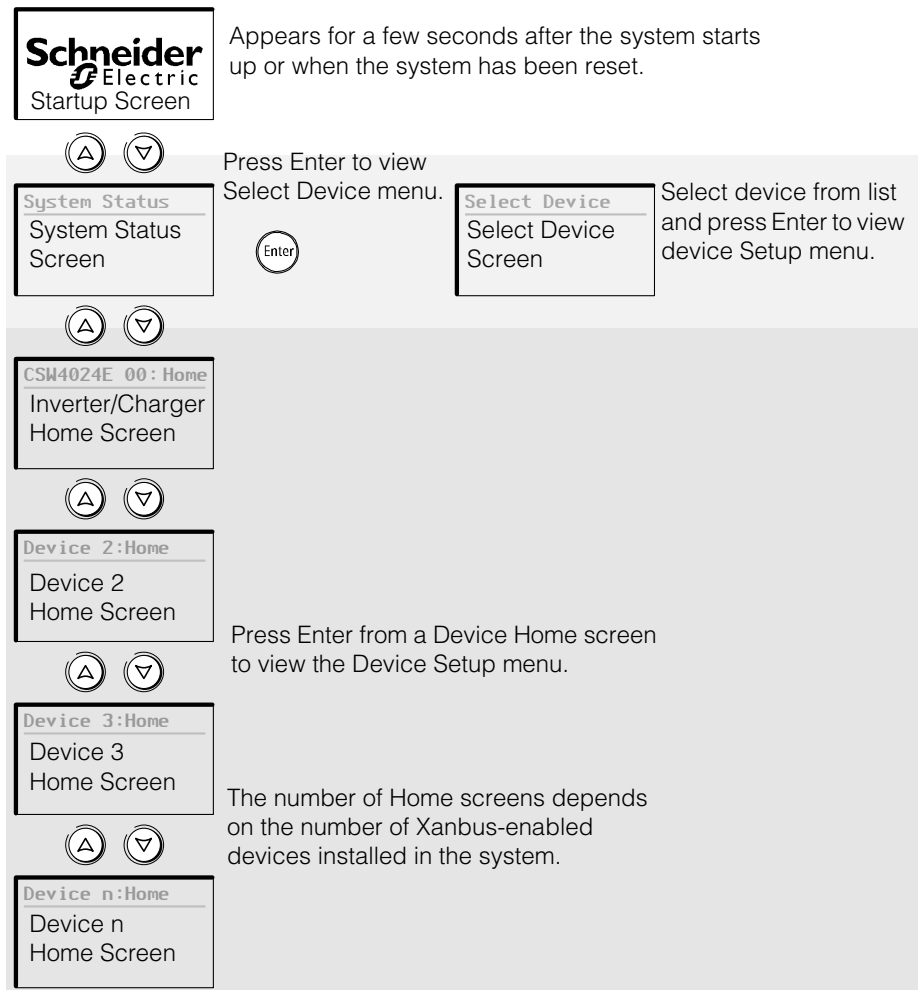 Schneider
Electric
Startup Screen
Appears for a few seconds after the system starts
up or when the system has been reset.
Press Enter to view
Select Device menu.
System Status
System Status
Screen
Enter
Select Device
Select Device
Screen
Select device from list
and press Enter to view
device Setup menu.
CSW4024E 00:Home
Inverter/Charger
Home Screen
Device 2:Home
Device 2
Home Screen
Press Enter from a Device Home screen
to view the Device Setup menu.
Device 3:Home
Device 3
Home Screen
The number of Home screens depends
on the number of Xanbus-enabled
devices installed in the system.
Device n:Home
Device n
Home Screen